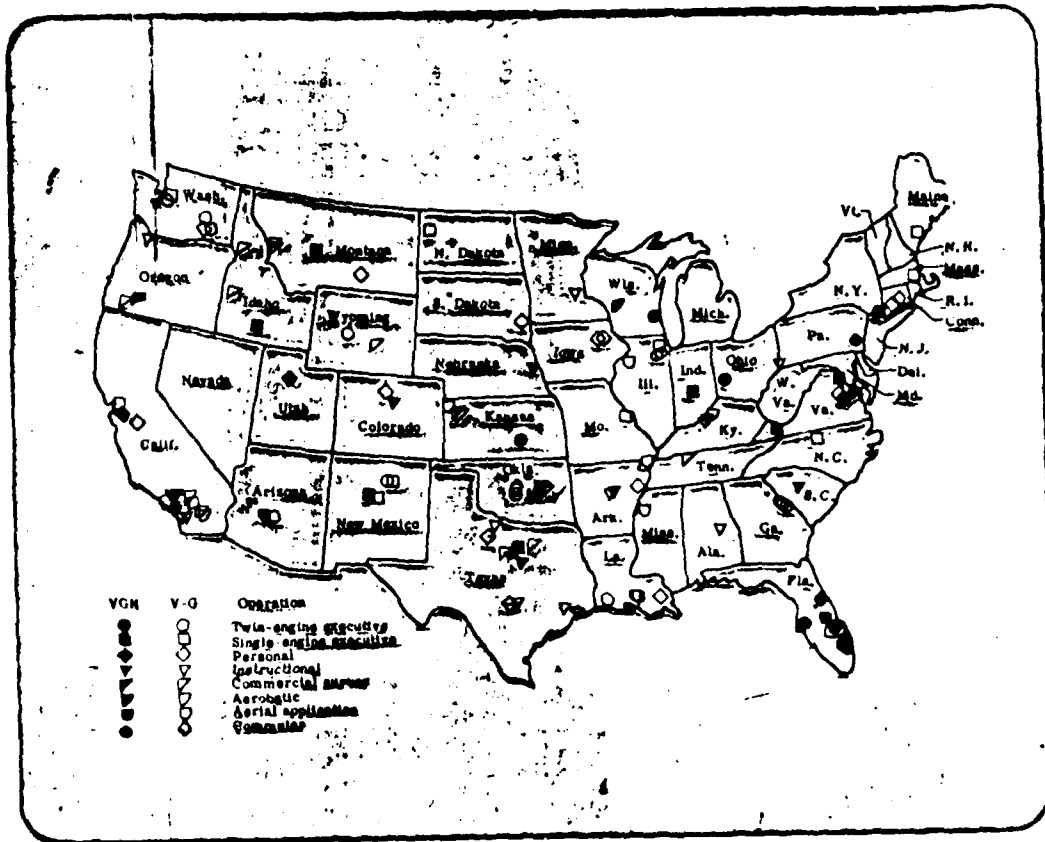 Wash.
Montana
N. Dakota
Minn.
Maine
Vt.
N. H.
Mass.
R. I.
Conn.
N. J.
Del.
Md.
Oregon
Idaho
Wyoming
S. Dakota
Wis.
Mich.
N. Y.
Pa.
Nevada
Utah
Colorado
Nebraska
Iowa
Ill.
Ind.
Ohio
W.
Va.
Va.
Calif.
Arizona
New Mexico
Kansas
Mo.
Ky.
Okla.
Ark.
Tenn.
N. C.
S. C.
Texas
La.
Miss.
Ala.
Ga.
Fla.
VGH V-G Operation
Twin-engine executive
Single engine executive
Personal
Instructional
Commercial survey
Aerobatic
Aerial application
Commuter